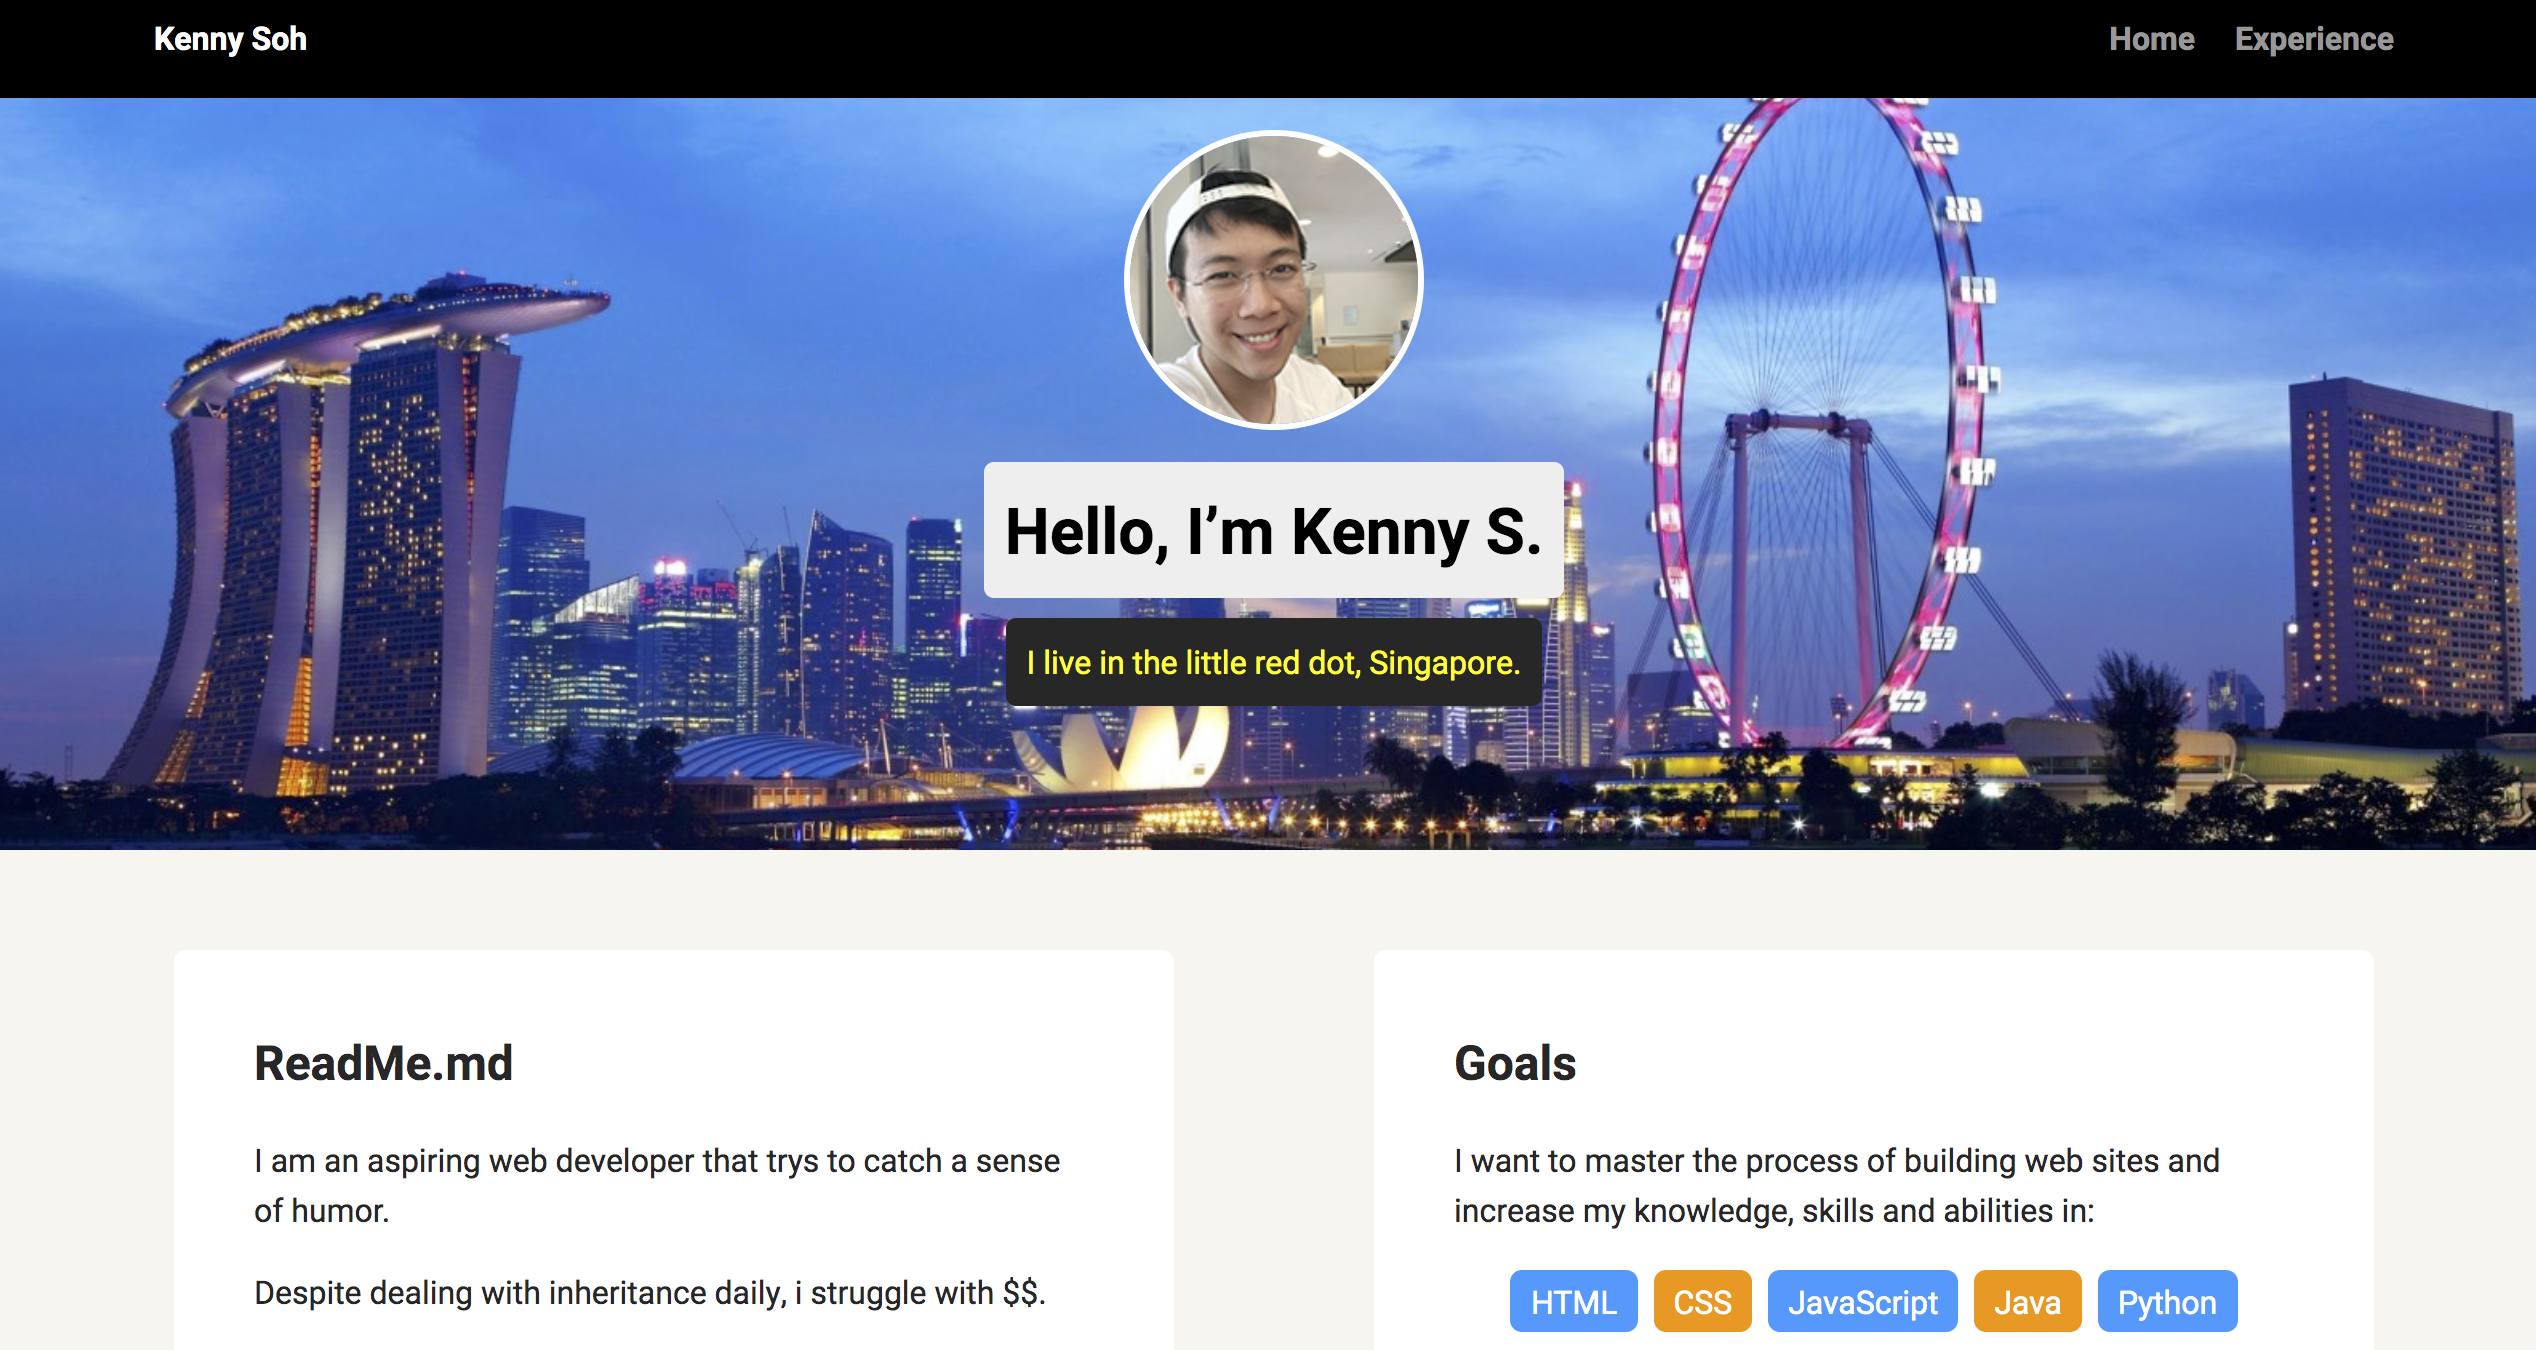 Kenny Soh
Home Experience
Hello, I’m Kenny S.
I live in the little red dot, Singapore.
ReadMe.md
I am an aspiring web developer that trys to catch a sense
of humor.
Despite dealing with inheritance daily, i struggle with $$.
Goals
I want to master the process of building web sites and
increase my knowledge, skills and abilities in:
HTML CSS JavaScript Java Python